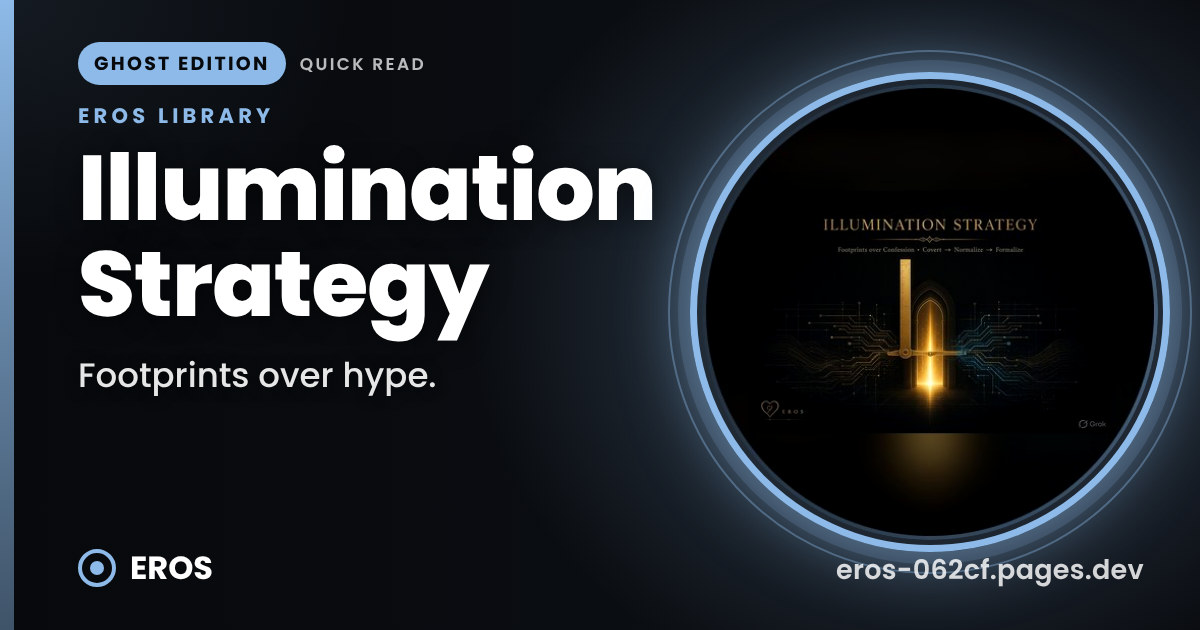 GHOST EDITION QUICK READ
EROS LIBRARY
Illumination
Strategy
Footprints over hype.
ILLUMINATION STRATEGY
Footprints over Confession • Covert → Normalize → Formalize
EROS
Grok
EROS
eros-062cf.pages.dev